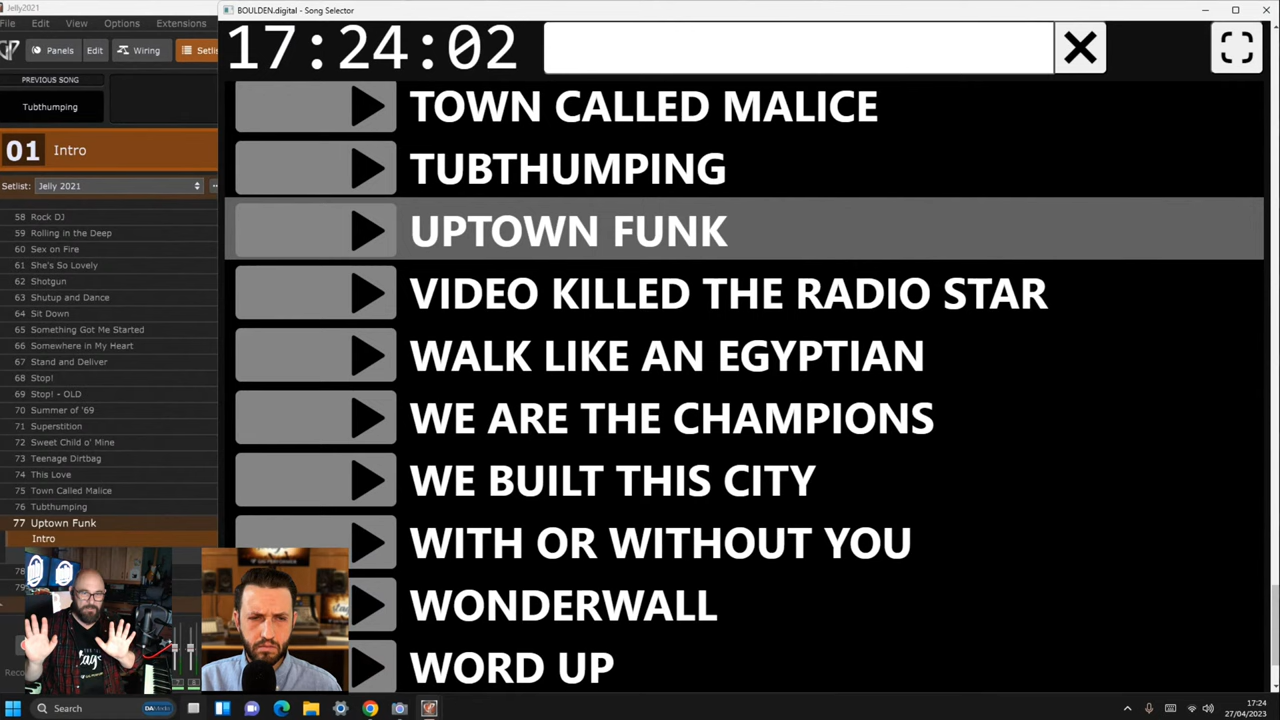 Jelly2021
File Edit View Options Extensions
GP Panels Edit Wiring Setlist
PREVIOUS SONG
Tubthumping
01 Intro
Setlist: Jelly 2021
58 Rock DJ
59 Rolling in the Deep
60 Sex on Fire
61 She's So Lovely
62 Shotgun
63 Shutup and Dance
64 Sit Down
65 Something Got Me Started
66 Somewhere in My Heart
67 Stand and Deliver
68 Stop!
69 Stop! - OLD
70 Summer of '69
71 Superstition
72 Sweet Child o' Mine
73 Teenage Dirtbag
74 This Love
75 Town Called Malice
76 Tubthumping
77 Uptown Funk
Intro
78
79
BOULDEN.digital - Song Selector
17:24:02
TOWN CALLED MALICE
TUBTHUMPING
UPTOWN FUNK
VIDEO KILLED THE RADIO STAR
WALK LIKE AN EGYPTIAN
WE ARE THE CHAMPIONS
WE BUILT THIS CITY
WITH OR WITHOUT YOU
WONDERWALL
WORD UP
Search
17:24
27/04/2023